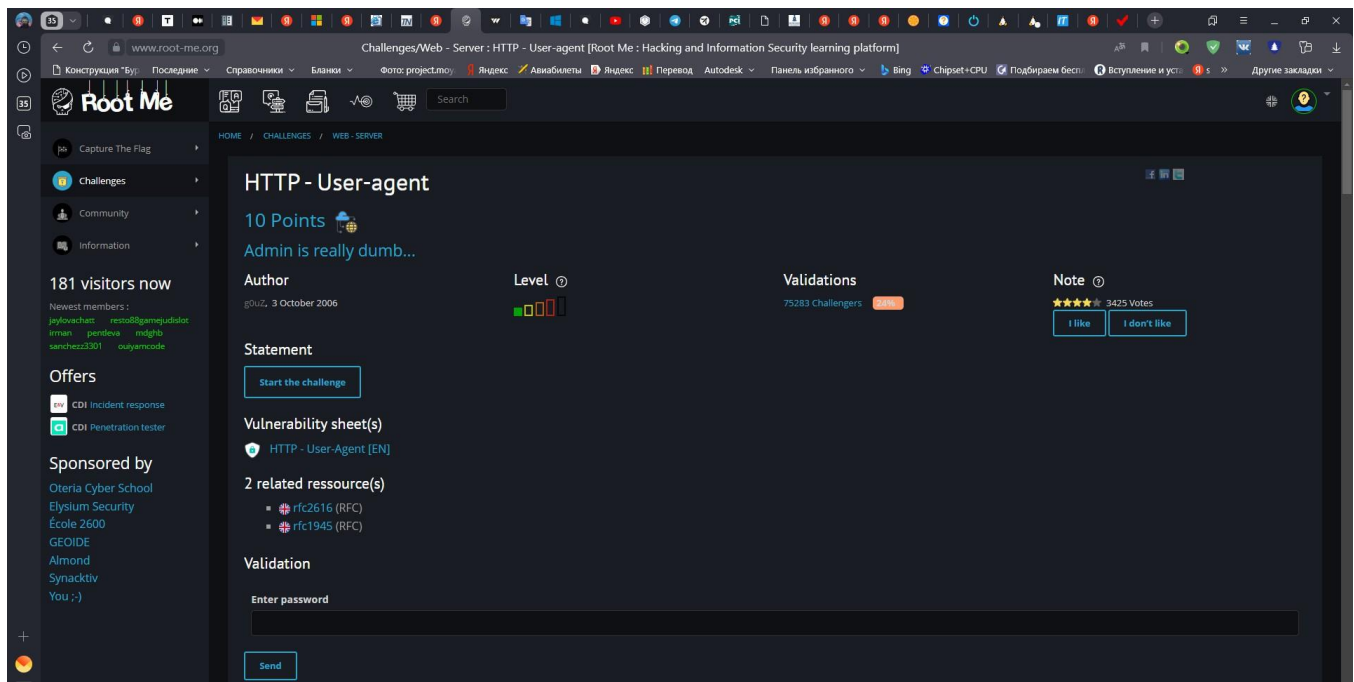 35
www.root-me.org
Challenges/Web - Server : HTTP - User-agent [Root Me : Hacking and Information Security learning platform]
Конструкция "Бур Последние Справочники Бланки Фото: project.moy Яндекс Авиабилеты Яндекс Перевод Autodesk Панель избранного Bing Chipset+CPU Подбираем бесп Вступление и уста s » Другие закладки
35
Root Me
Search
HOME / CHALLENGES / WEB - SERVER
Capture The Flag
Challenges
Community
Information
181 visitors now
Newest members :
jaylovachatt resto88gamejudislot
irman pentleva mdghb
sanchezz3301 ouiyamcode
Offers
CDI Incident response
CDI Penetration tester
Sponsored by
Oteria Cyber School
Elysium Security
École 2600
GEOIDE
Almond
Synacktiv
You ;-)
HTTP - User-agent
10 Points
Admin is really dumb...
Author
g0uZ, 3 October 2006
Level
Validations
75283 Challengers 24%
Note
3425 Votes
I like I don't like
Statement
Start the challenge
Vulnerability sheet(s)
HTTP - User-Agent [EN]
2 related ressource(s)
rfc2616 (RFC)
rfc1945 (RFC)
Validation
Enter password
Send